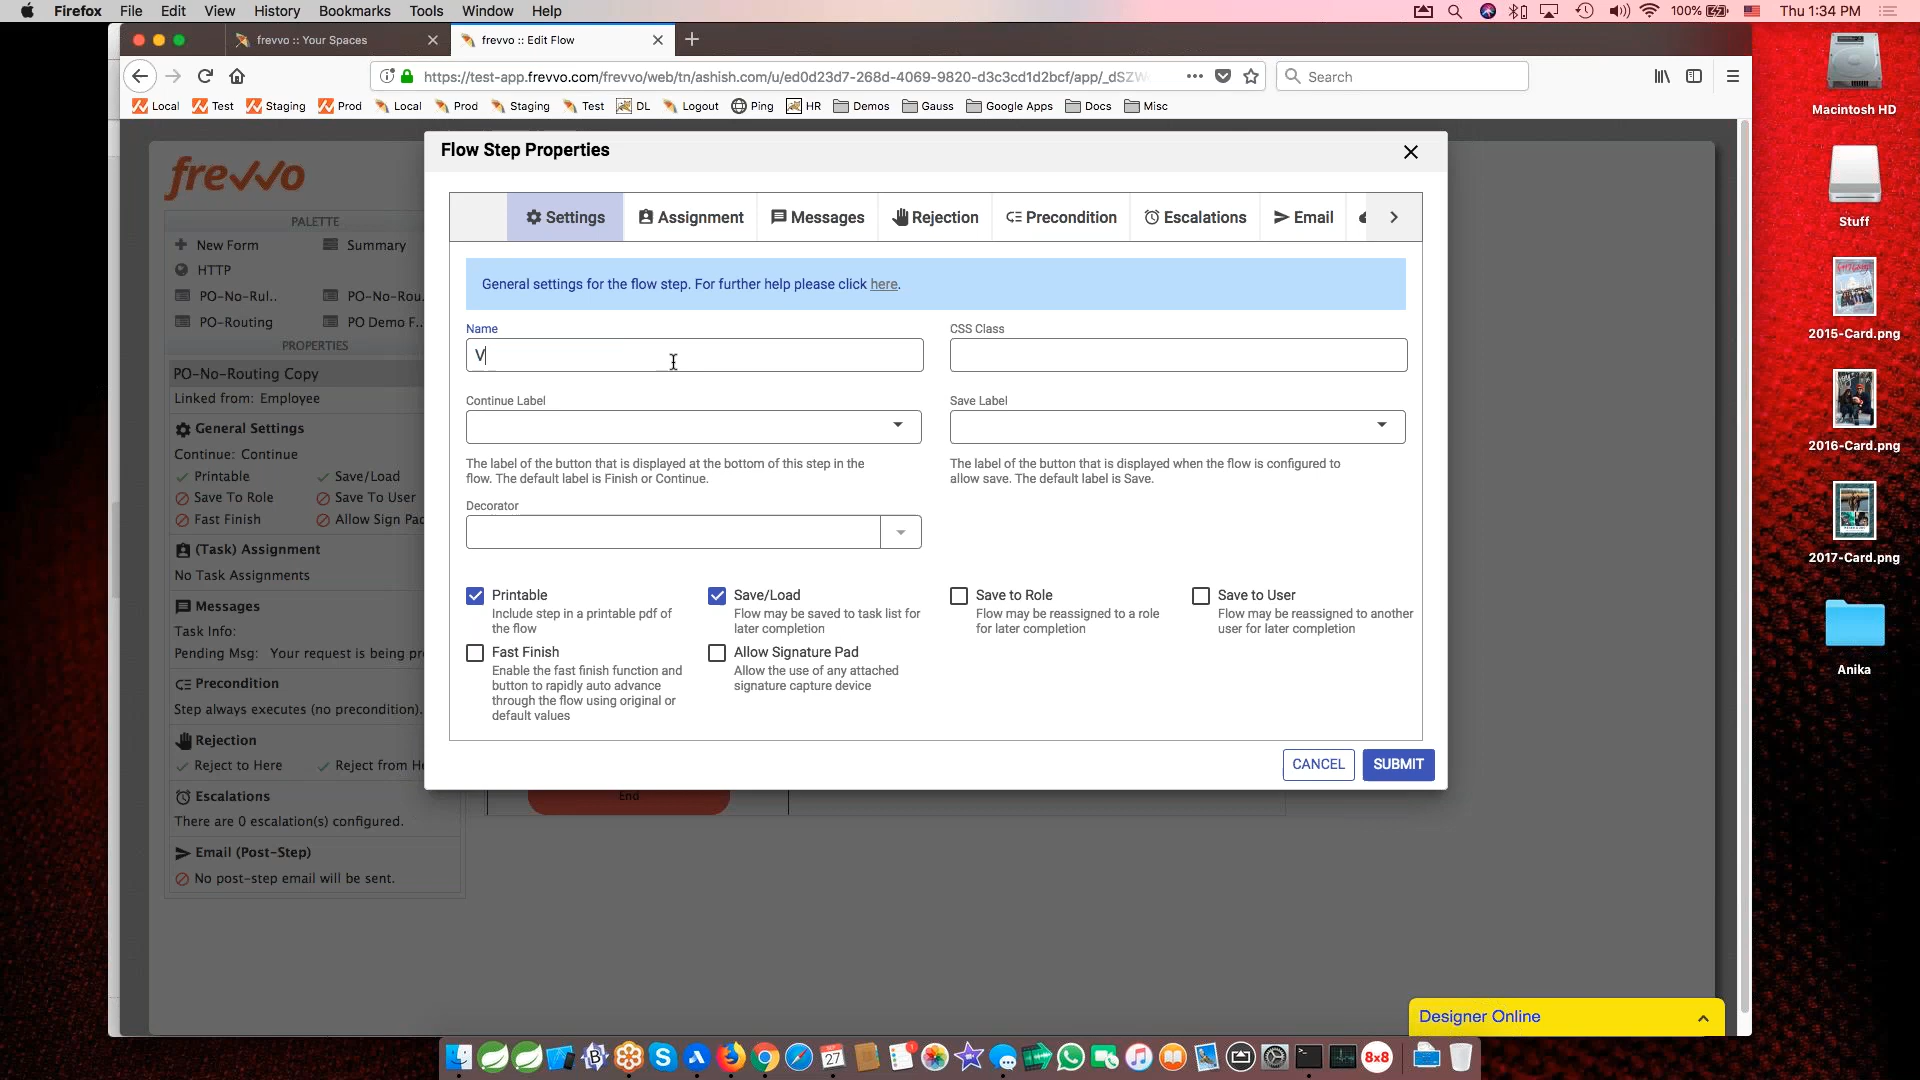 Firefox File Edit View History Bookmarks Tools Window Help
100% Thu 1:34 PM
frevvo :: Your Spaces
frevvo :: Edit Flow
https://test-app.frevvo.com/frevvo/web/tn/ashish.com/u/ed0d23d7-268d-4069-9820-d3c3cd1d2bcf/app/_dSZW
Search
Local Test Staging Prod Local Prod Staging Test DL Logout Ping HR Demos Gauss Google Apps Docs Misc
Macintosh HD
Stuff
2015-Card.png
2016-Card.png
2017-Card.png
Anika
frevvo
PALETTE
New Form Summary
HTTP
PO-No-Rul.. PO-No-Rou.
PO-Routing PO Demo F..
PROPERTIES
PO-No-Routing Copy
Linked from: Employee
General Settings
Continue: Continue
Printable Save/Load
Save To Role Save To User
Fast Finish Allow Sign Pad
(Task) Assignment
No Task Assignments
Messages
Task Info:
Pending Msg: Your request is being pr
Precondition
Step always executes (no precondition).
Rejection
Reject to Here Reject from He
Escalations
There are 0 escalation(s) configured.
Email (Post-Step)
No post-step email will be sent.
Flow Step Properties
Settings Assignment Messages Rejection Precondition Escalations Email
General settings for the flow step. For further help please click here.
Name
V
CSS Class
Continue Label
Save Label
The label of the button that is displayed at the bottom of this step in the
flow. The default label is Finish or Continue.
The label of the button that is displayed when the flow is configured to
allow save. The default label is Save.
Decorator
Printable
Include step in a printable pdf of
the flow
Save/Load
Flow may be saved to task list for
later completion
Save to Role
Flow may be reassigned to a role
for later completion
Save to User
Flow may be reassigned to another
user for later completion
Fast Finish
Enable the fast finish function and
button to rapidly auto advance
through the flow using original or
default values
Allow Signature Pad
Allow the use of any attached
signature capture device
CANCEL SUBMIT
End
Designer Online
27
1
8x8